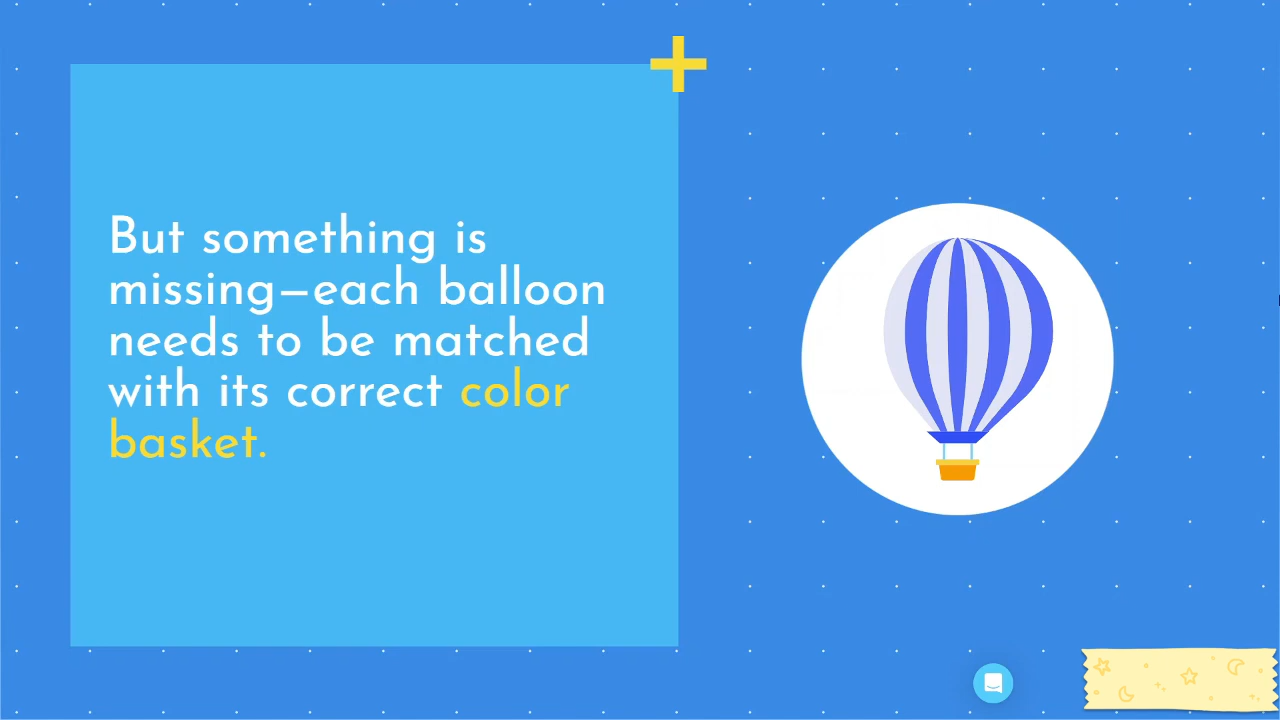 But something is
missing—each balloon
needs to be matched
with its correct color
basket.